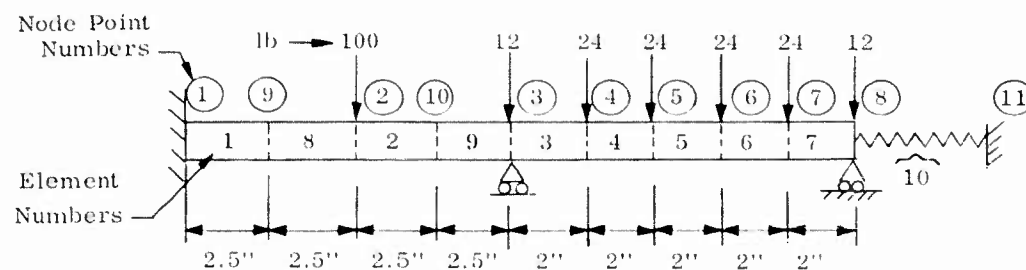 Node Point
Numbers
lb 100 12 24 24 24 24 12
1 9 2 10 3 4 5 6 7 8 11
1 8 2 9 3 4 5 6 7
10
Element
Numbers
2.5" 2.5" 2.5" 2.5" 2" 2" 2" 2" 2"